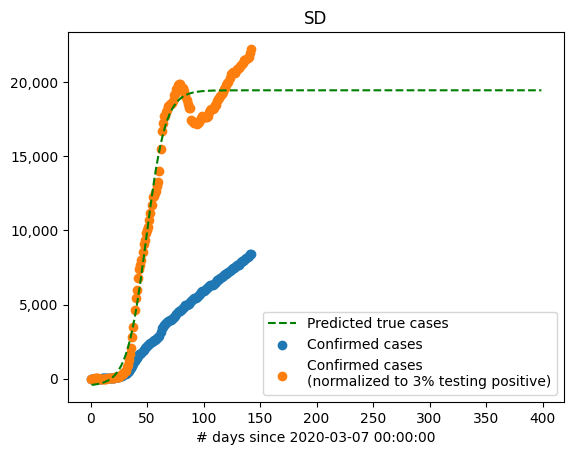 SD
20,000
15,000
10,000
5,000
0
0 50 100 150 200 250 300 350 400
# days since 2020-03-07 00:00:00
Predicted true cases
Confirmed cases
Confirmed cases
(normalized to 3% testing positive)